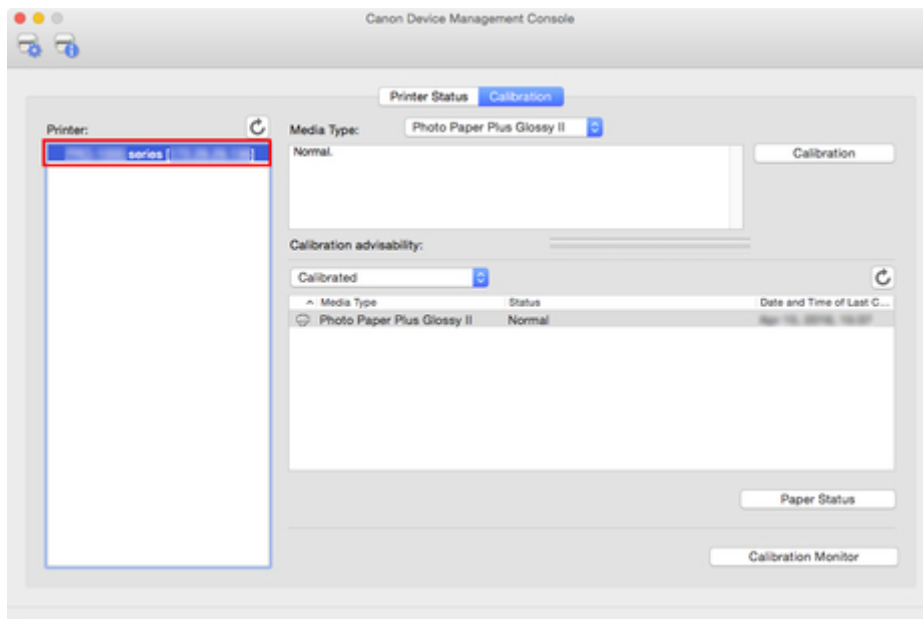 Canon Device Management Console
Printer Status Calibration
Printer:
series [ ]
Media Type: Photo Paper Plus Glossy II
Normal.
Calibration
Calibration advisability:
Calibrated
Media Type Status Date and Time of Last C...
Photo Paper Plus Glossy II Normal
Paper Status
Calibration Monitor